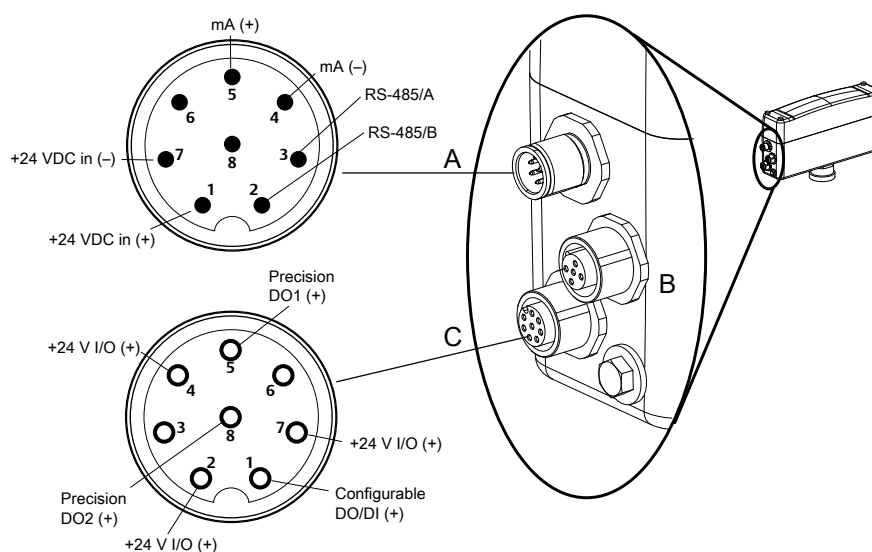 mA (+)
mA (–)
5
4
6
RS-485/A
RS-485/B
+24 VDC in (–)
7
8
3
A
1
2
+24 VDC in (+)
B
Precision
DO1 (+)
C
+24 V I/O (+)
5
4
6
3
8
7
+24 V I/O (+)
2
1
Precision
DO2 (+)
Configurable
DO/DI (+)
+24 V I/O (+)